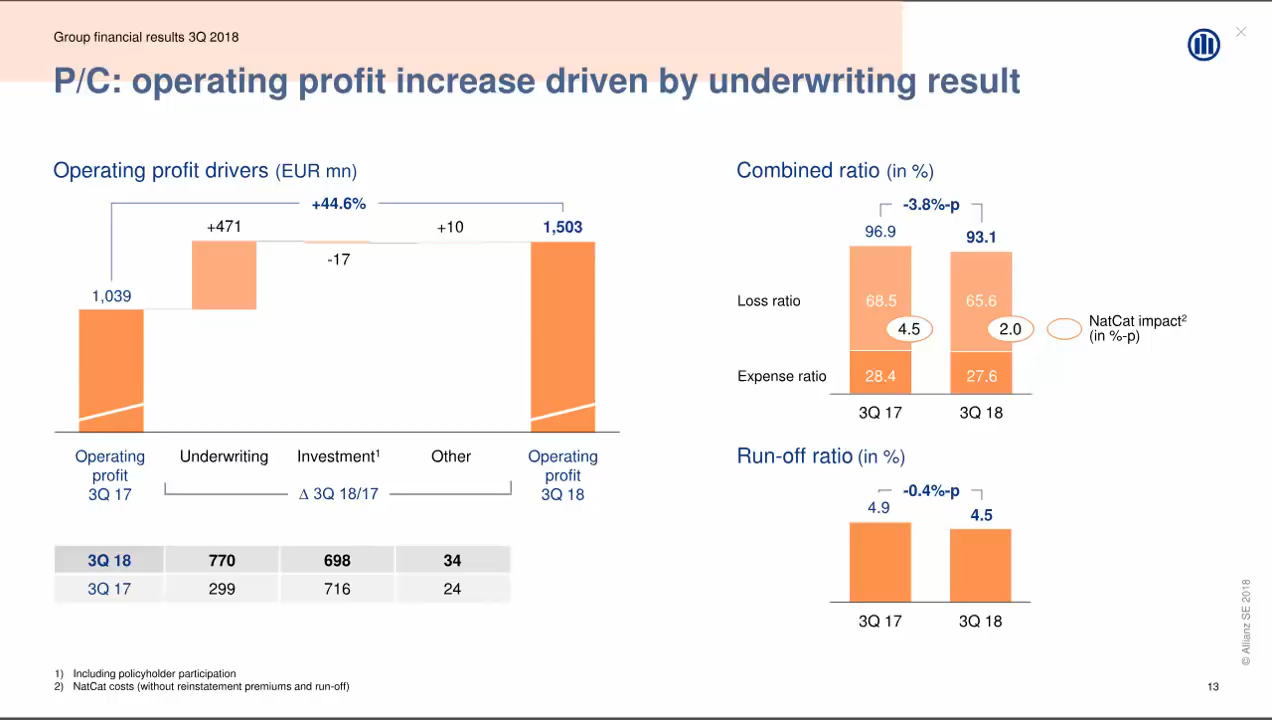 Group financial results 3Q 2018
P/C: operating profit increase driven by underwriting result
Operating profit drivers (EUR mn)
+44.6%
+471
+10
1,503
-17
1,039
Operating profit 3Q 17
Underwriting
Investment¹
Other
Operating profit 3Q 18
Δ 3Q 18/17
3Q 18 770 698 34
3Q 17 299 716 24
Combined ratio (in %)
-3.8%-p
96.9
93.1
Loss ratio
68.5
65.6
4.5
2.0
NatCat impact²
(in %-p)
Expense ratio
28.4
27.6
3Q 17
3Q 18
Run-off ratio (in %)
-0.4%-p
4.9
4.5
3Q 17
3Q 18
1) Including policyholder participation
2) NatCat costs (without reinstatement premiums and run-off)
© Allianz SE 2018
13